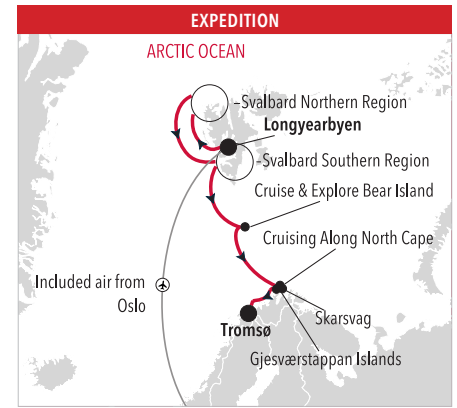 EXPEDITION
ARCTIC OCEAN
Svalbard Northern Region
Longyearbyen
Svalbard Southern Region
Cruise & Explore Bear Island
Cruising Along North Cape
Included air from
Oslo
Skarsvag
Tromsø
Gjesværstappan Islands